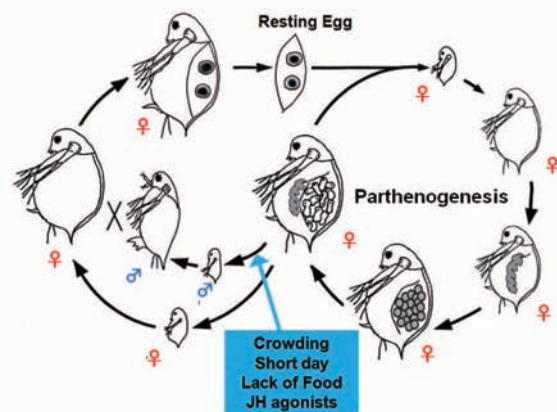 Resting Egg
Parthenogenesis
Crowding
Short day
Lack of Food
JH agonists